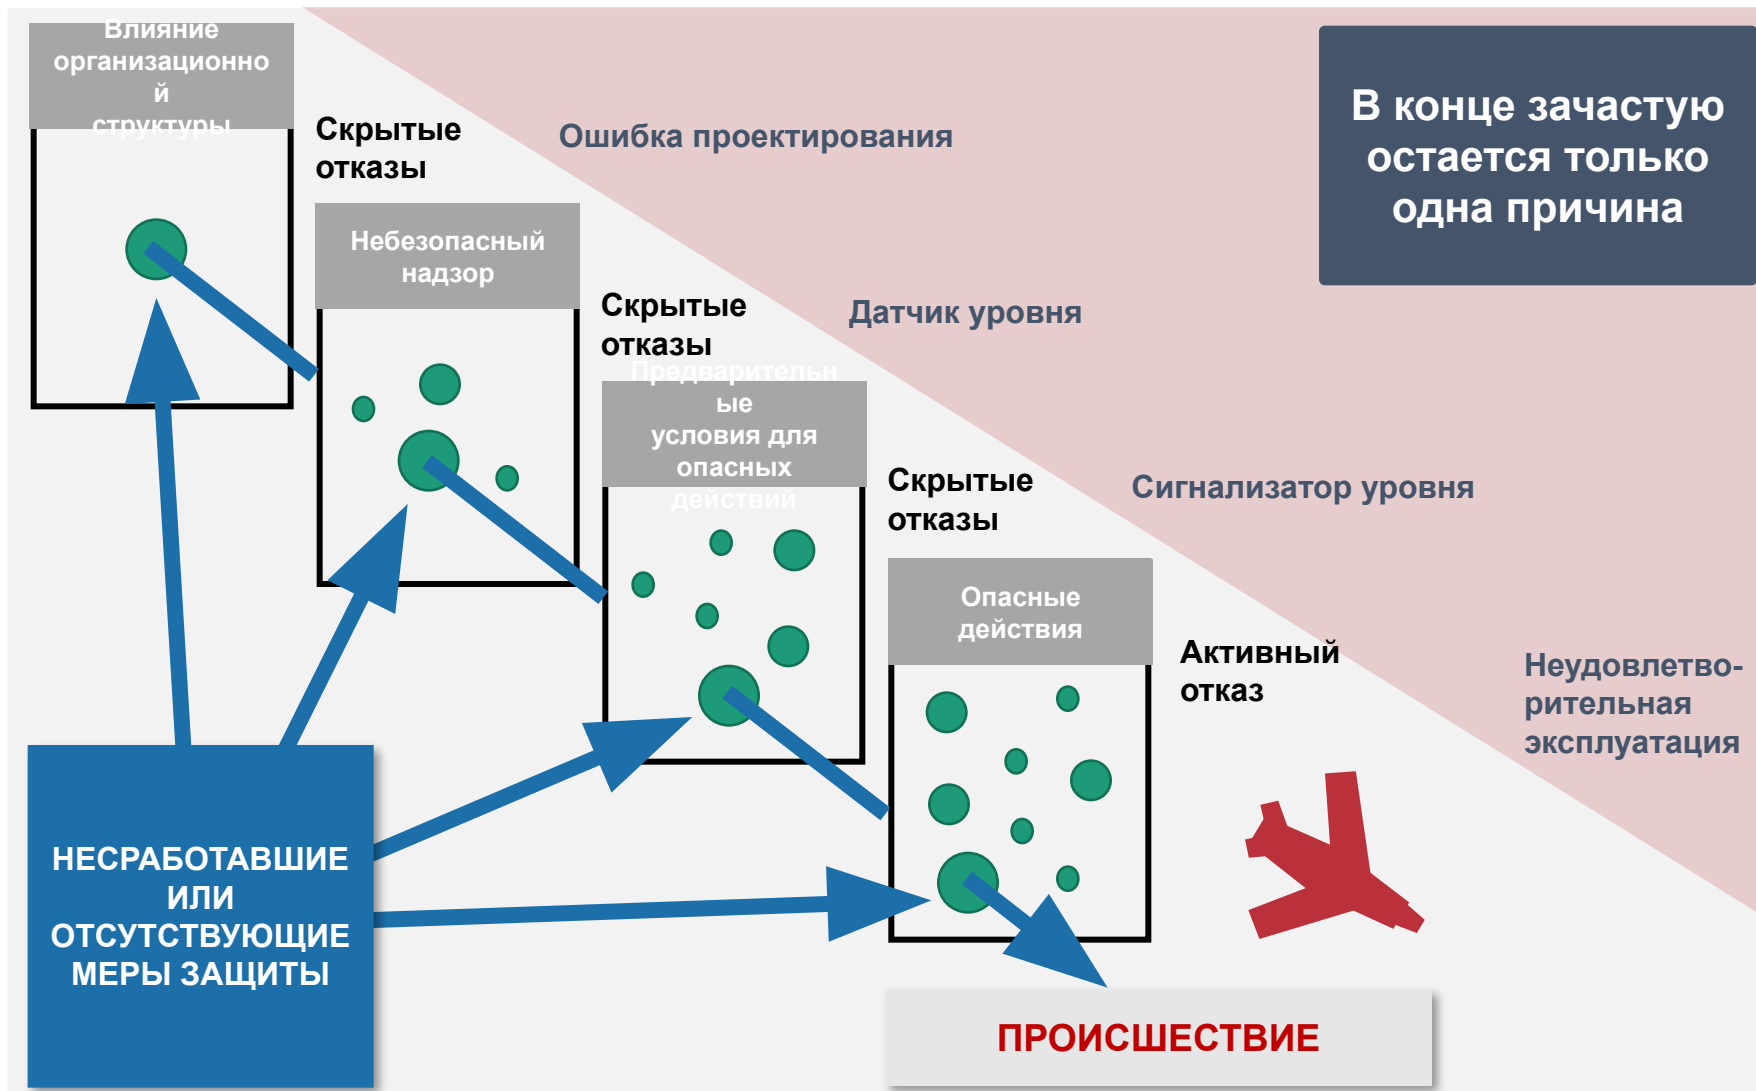 Влияние
организационно
й
структуры
Скрытые
отказы
Ошибка проектирования
В конце зачастую
остается только
одна причина
Небезопасный
надзор
Скрытые
отказы
Датчик уровня
Предварительн
ые
условия для
опасных
действий
Скрытые
отказы
Сигнализатор уровня
Опасные
действия
Активный
отказ
Неудовлетво-
рительная
эксплуатация
НЕСРАБОТАВШИЕ
ИЛИ
ОТСУТСТВУЮЩИЕ
МЕРЫ ЗАЩИТЫ
ПРОИСШЕСТВИЕ